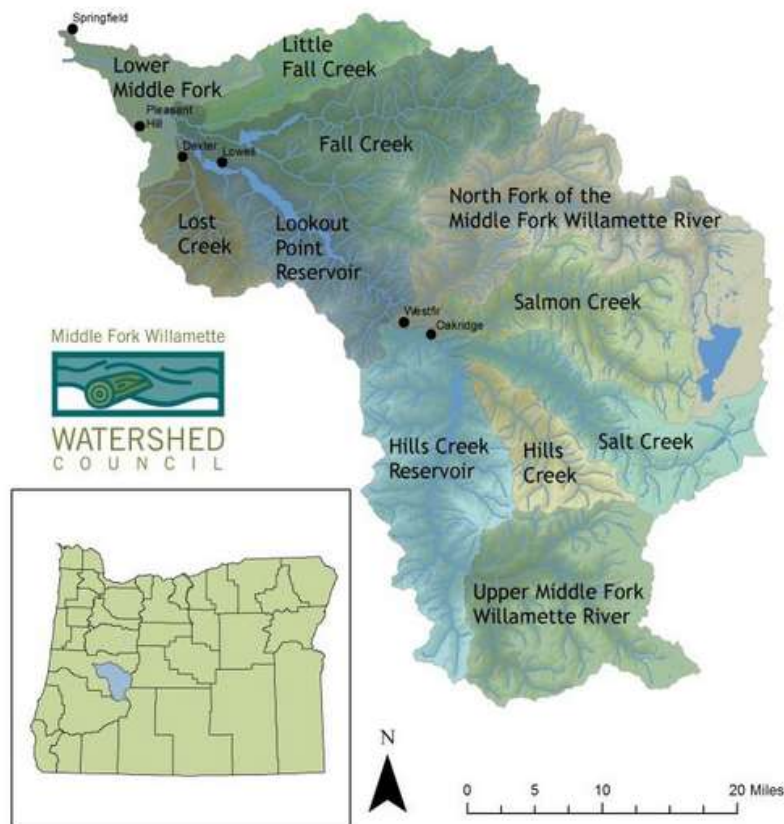 Springfield
Little
Fall Creek
Lower
Middle Fork
Pleasant
Hill
Fall Creek
Dexter
Lowell
North Fork of the
Middle Fork Willamette River
Lost
Creek
Lookout
Point
Reservoir
Salmon Creek
Westfir
Oakridge
Middle Fork Willamette
WATERSHED
COUNCIL
Hills Creek
Reservoir
Hills
Creek
Salt Creek
Upper Middle Fork
Willamette River
N
0 5 10 20 Miles